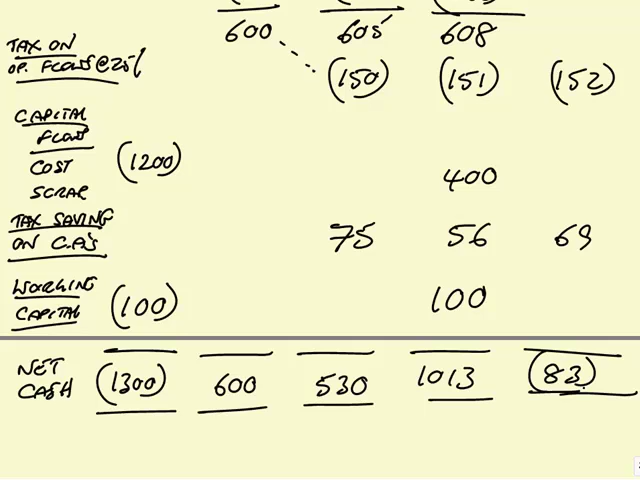 600 605 608
TAX ON
OP. FLOWS @25% (150) (151) (152)
CAPITAL
FLOWS
COST (1200)
SCRAP 400
TAX SAVING
ON C.A's 75 56 69
WORKING
CAPITAL (100) 100
NET
CASH (1300) 600 530 1013 (83)